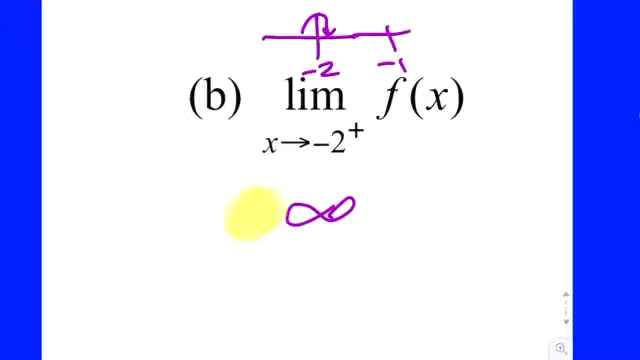 -2 -1
(b) lim f(x)
x→-2⁺
∞